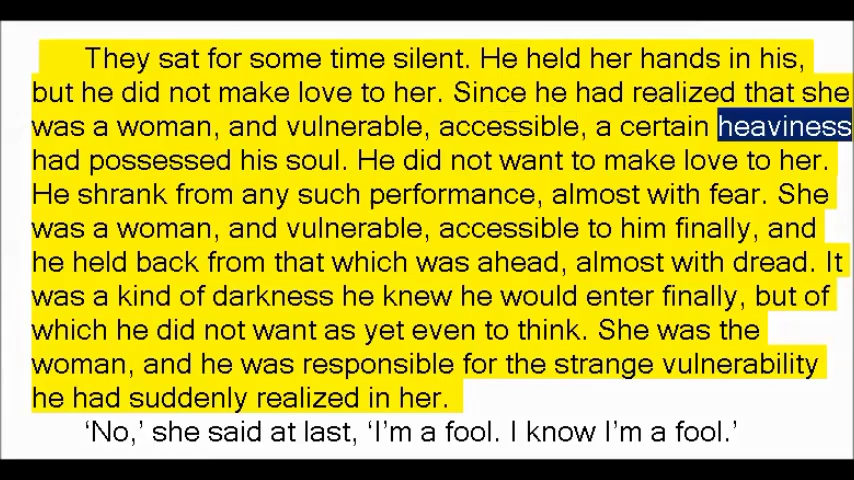 They sat for some time silent. He held her hands in his,
but he did not make love to her. Since he had realized that she
was a woman, and vulnerable, accessible, a certain heaviness
had possessed his soul. He did not want to make love to her.
He shrank from any such performance, almost with fear. She
was a woman, and vulnerable, accessible to him finally, and
he held back from that which was ahead, almost with dread. It
was a kind of darkness he knew he would enter finally, but of
which he did not want as yet even to think. She was the
woman, and he was responsible for the strange vulnerability
he had suddenly realized in her.
‘No,’ she said at last, ‘I’m a fool. I know I’m a fool.’